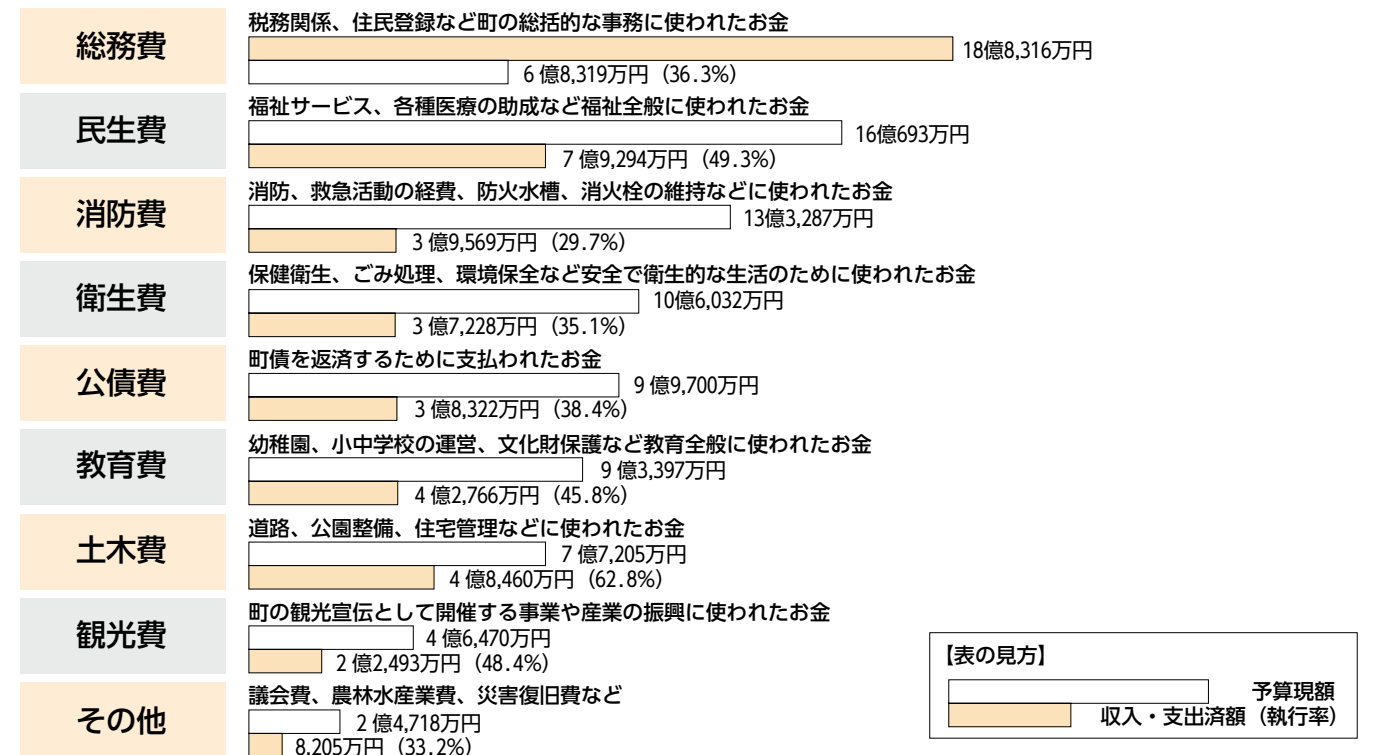 総務費
税務関係、住民登録など町の総括的な事務に使われたお金
18億8,316万円
6億8,319万円（36.3%）
民生費
福祉サービス、各種医療の助成など福祉全般に使われたお金
16億693万円
7億9,294万円（49.3%）
消防費
消防、救急活動の経費、防火水槽、消火栓の維持などに使われたお金
13億3,287万円
3億9,569万円（29.7%）
衛生費
保健衛生、ごみ処理、環境保全など安全で衛生的な生活のために使われたお金
10億6,032万円
3億7,228万円（35.1%）
公債費
町債を返済するために支払われたお金
9億9,700万円
3億8,322万円（38.4%）
教育費
幼稚園、小中学校の運営、文化財保護など教育全般に使われたお金
9億3,397万円
4億2,766万円（45.8%）
土木費
道路、公園整備、住宅管理などに使われたお金
7億7,205万円
4億8,460万円（62.8%）
観光費
町の観光宣伝として開催する事業や産業の振興に使われたお金
4億6,470万円
2億2,493万円（48.4%）
その他
議会費、農林水産業費、災害復旧費など
2億4,718万円
8,205万円（33.2%）
【表の見方】
予算現額
収入・支出済額（執行率）